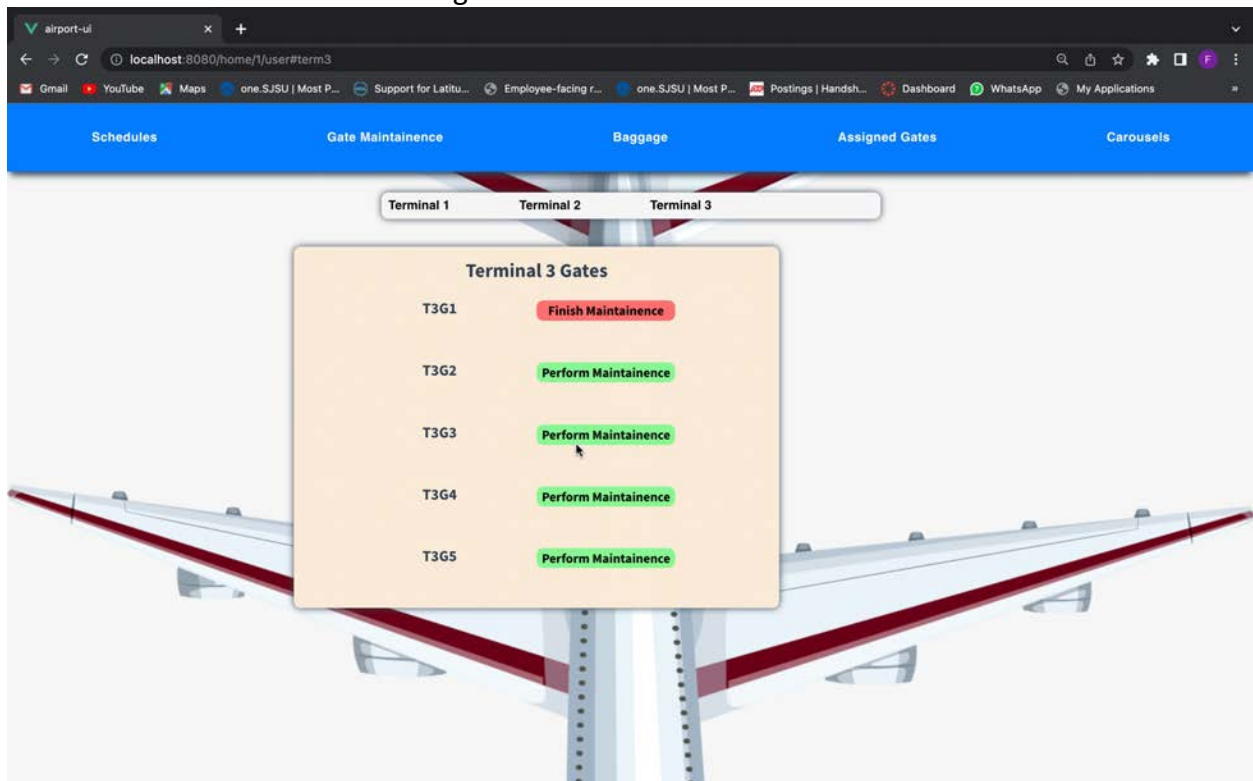 airport-ui
localhost:8080/home/1/user#term3
F
Gmail YouTube Maps one.SJSU | Most P... Support for Latitu... Employee-facing r... one.SJSU | Most P... Postings | Handsh... Dashboard WhatsApp My Applications »
Schedules Gate Maintainence Baggage Assigned Gates Carousels
Terminal 1 Terminal 2 Terminal 3
Terminal 3 Gates
T3G1 Finish Maintainence
T3G2 Perform Maintainence
T3G3 Perform Maintainence
T3G4 Perform Maintainence
T3G5 Perform Maintainence